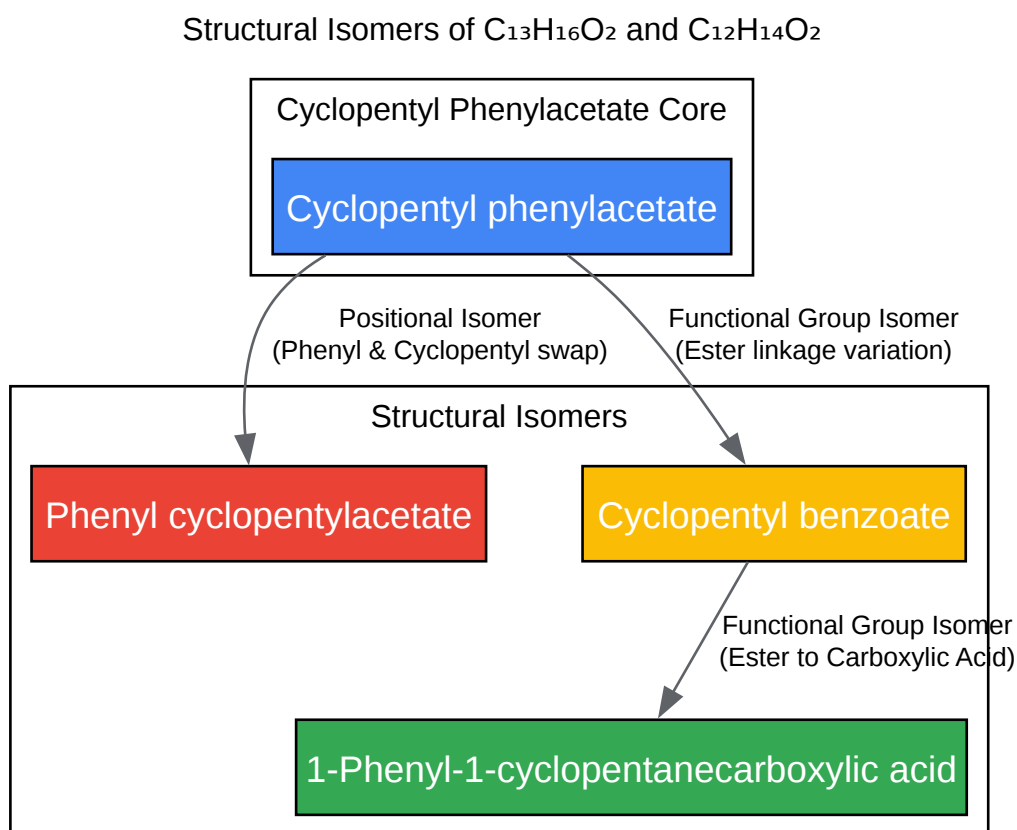 Structural Isomers of C₁₃H₁₆O₂ and C₁₂H₁₄O₂
Cyclopentyl Phenylacetate Core
Cyclopentyl phenylacetate
Positional Isomer
(Phenyl & Cyclopentyl swap)
Functional Group Isomer
(Ester linkage variation)
Structural Isomers
Phenyl cyclopentylacetate
Cyclopentyl benzoate
Functional Group Isomer
(Ester to Carboxylic Acid)
1-Phenyl-1-cyclopentanecarboxylic acid